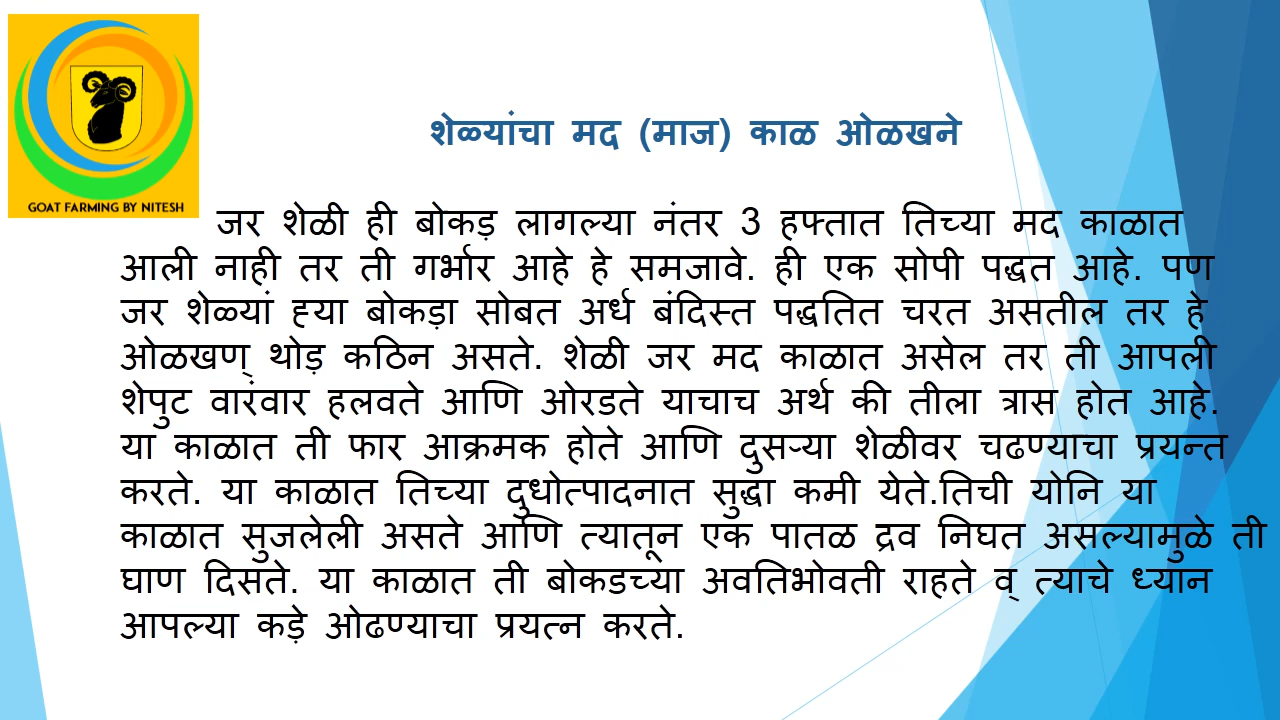 GOAT FARMING BY NITESH
शेळ्यांचा मद (माज) काळ ओळखने
जर शेळी ही बोकड़ लागल्या नंतर 3 हफ्तात तिच्या मद काळात
आली नाही तर ती गर्भार आहे हे समजावे. ही एक सोपी पद्धत आहे. पण
जर शेळ्यां ह्या बोकड़ा सोबत अर्ध बंदिस्त पद्धतित चरत असतील तर हे
ओळखण् थोड़ कठिन असते. शेळी जर मद काळात असेल तर ती आपली
शेपुट वारंवार हलवते आणि ओरडते याचाच अर्थ की तीला त्रास होत आहे.
या काळात ती फार आक्रमक होते आणि दुसऱ्या शेळीवर चढण्याचा प्रयन्त
करते. या काळात तिच्या दुधोत्पादनात सुद्धा कमी येते.तिची योनि या
काळात सुजलेली असते आणि त्यातून एक पातळ द्रव निघत असल्यामुळे ती
घाण दिसते. या काळात ती बोकडच्या अवतिभोवती राहते व् त्याचे ध्यान
आपल्या कड़े ओढण्याचा प्रयत्न करते.